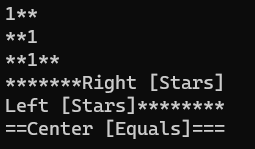 1**
**1
**1**
*******Right [Stars]
Left [Stars]********
==Center [Equals]===